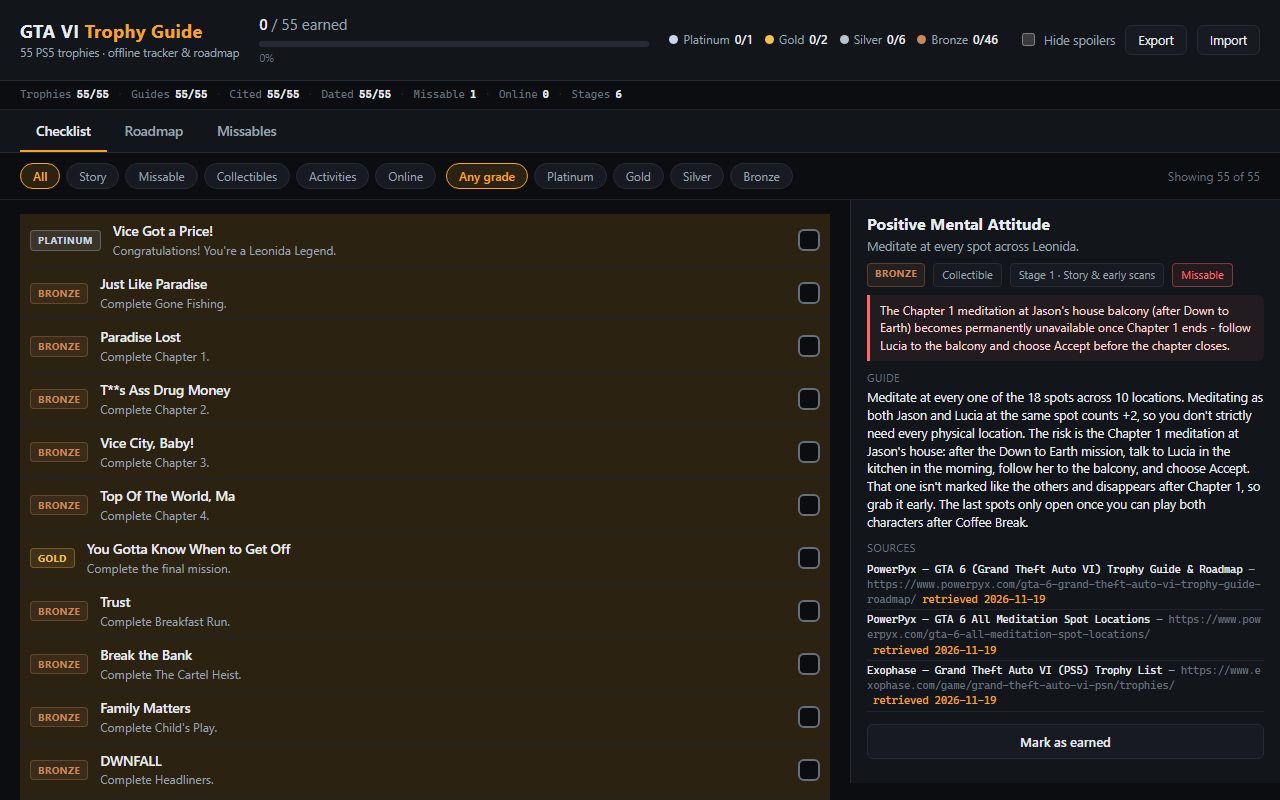 GTA VI Trophy Guide
55 PS5 trophies · offline tracker & roadmap
0 / 55 earned
0%
Platinum 0/1 Gold 0/2 Silver 0/6 Bronze 0/46
Hide spoilers
Export
Import
Trophies 55/55 · Guides 55/55 · Cited 55/55 · Dated 55/55 · Missable 1 · Online 0 · Stages 6
Checklist Roadmap Missables
All Story Missable Collectibles Activities Online Any grade Platinum Gold Silver Bronze
Showing 55 of 55
PLATINUM
Vice Got a Price!
Congratulations! You're a Leonida Legend.
BRONZE
Just Like Paradise
Complete Gone Fishing.
BRONZE
Paradise Lost
Complete Chapter 1.
BRONZE
T**s Ass Drug Money
Complete Chapter 2.
BRONZE
Vice City, Baby!
Complete Chapter 3.
BRONZE
Top Of The World, Ma
Complete Chapter 4.
GOLD
You Gotta Know When to Get Off
Complete the final mission.
BRONZE
Trust
Complete Breakfast Run.
BRONZE
Break the Bank
Complete The Cartel Heist.
BRONZE
Family Matters
Complete Child's Play.
BRONZE
DWNFALL
Complete Headliners.
Positive Mental Attitude
Meditate at every spot across Leonida.
BRONZE Collectible Stage 1 · Story & early scans Missable
The Chapter 1 meditation at Jason's house balcony (after Down to
Earth) becomes permanently unavailable once Chapter 1 ends - follow
Lucia to the balcony and choose Accept before the chapter closes.
GUIDE
Meditate at every one of the 18 spots across 10 locations. Meditating as
both Jason and Lucia at the same spot counts +2, so you don't strictly
need every physical location. The risk is the Chapter 1 meditation at
Jason's house: after the Down to Earth mission, talk to Lucia in the
kitchen in the morning, follow her to the balcony, and choose Accept.
That one isn't marked like the others and disappears after Chapter 1, so
grab it early. The last spots only open once you can play both
characters after Coffee Break.
SOURCES
PowerPyx — GTA 6 (Grand Theft Auto VI) Trophy Guide & Roadmap —
https://www.powerpyx.com/gta-6-grand-theft-auto-vi-trophy-guide-
roadmap/ retrieved 2026-11-19
PowerPyx — GTA 6 All Meditation Spot Locations — https://www.pow
erpyx.com/gta-6-all-meditation-spot-locations/
retrieved 2026-11-19
Exophase — Grand Theft Auto VI (PS5) Trophy List — https://www.e
xophase.com/game/grand-theft-auto-vi-psn/trophies/
retrieved 2026-11-19
Mark as earned